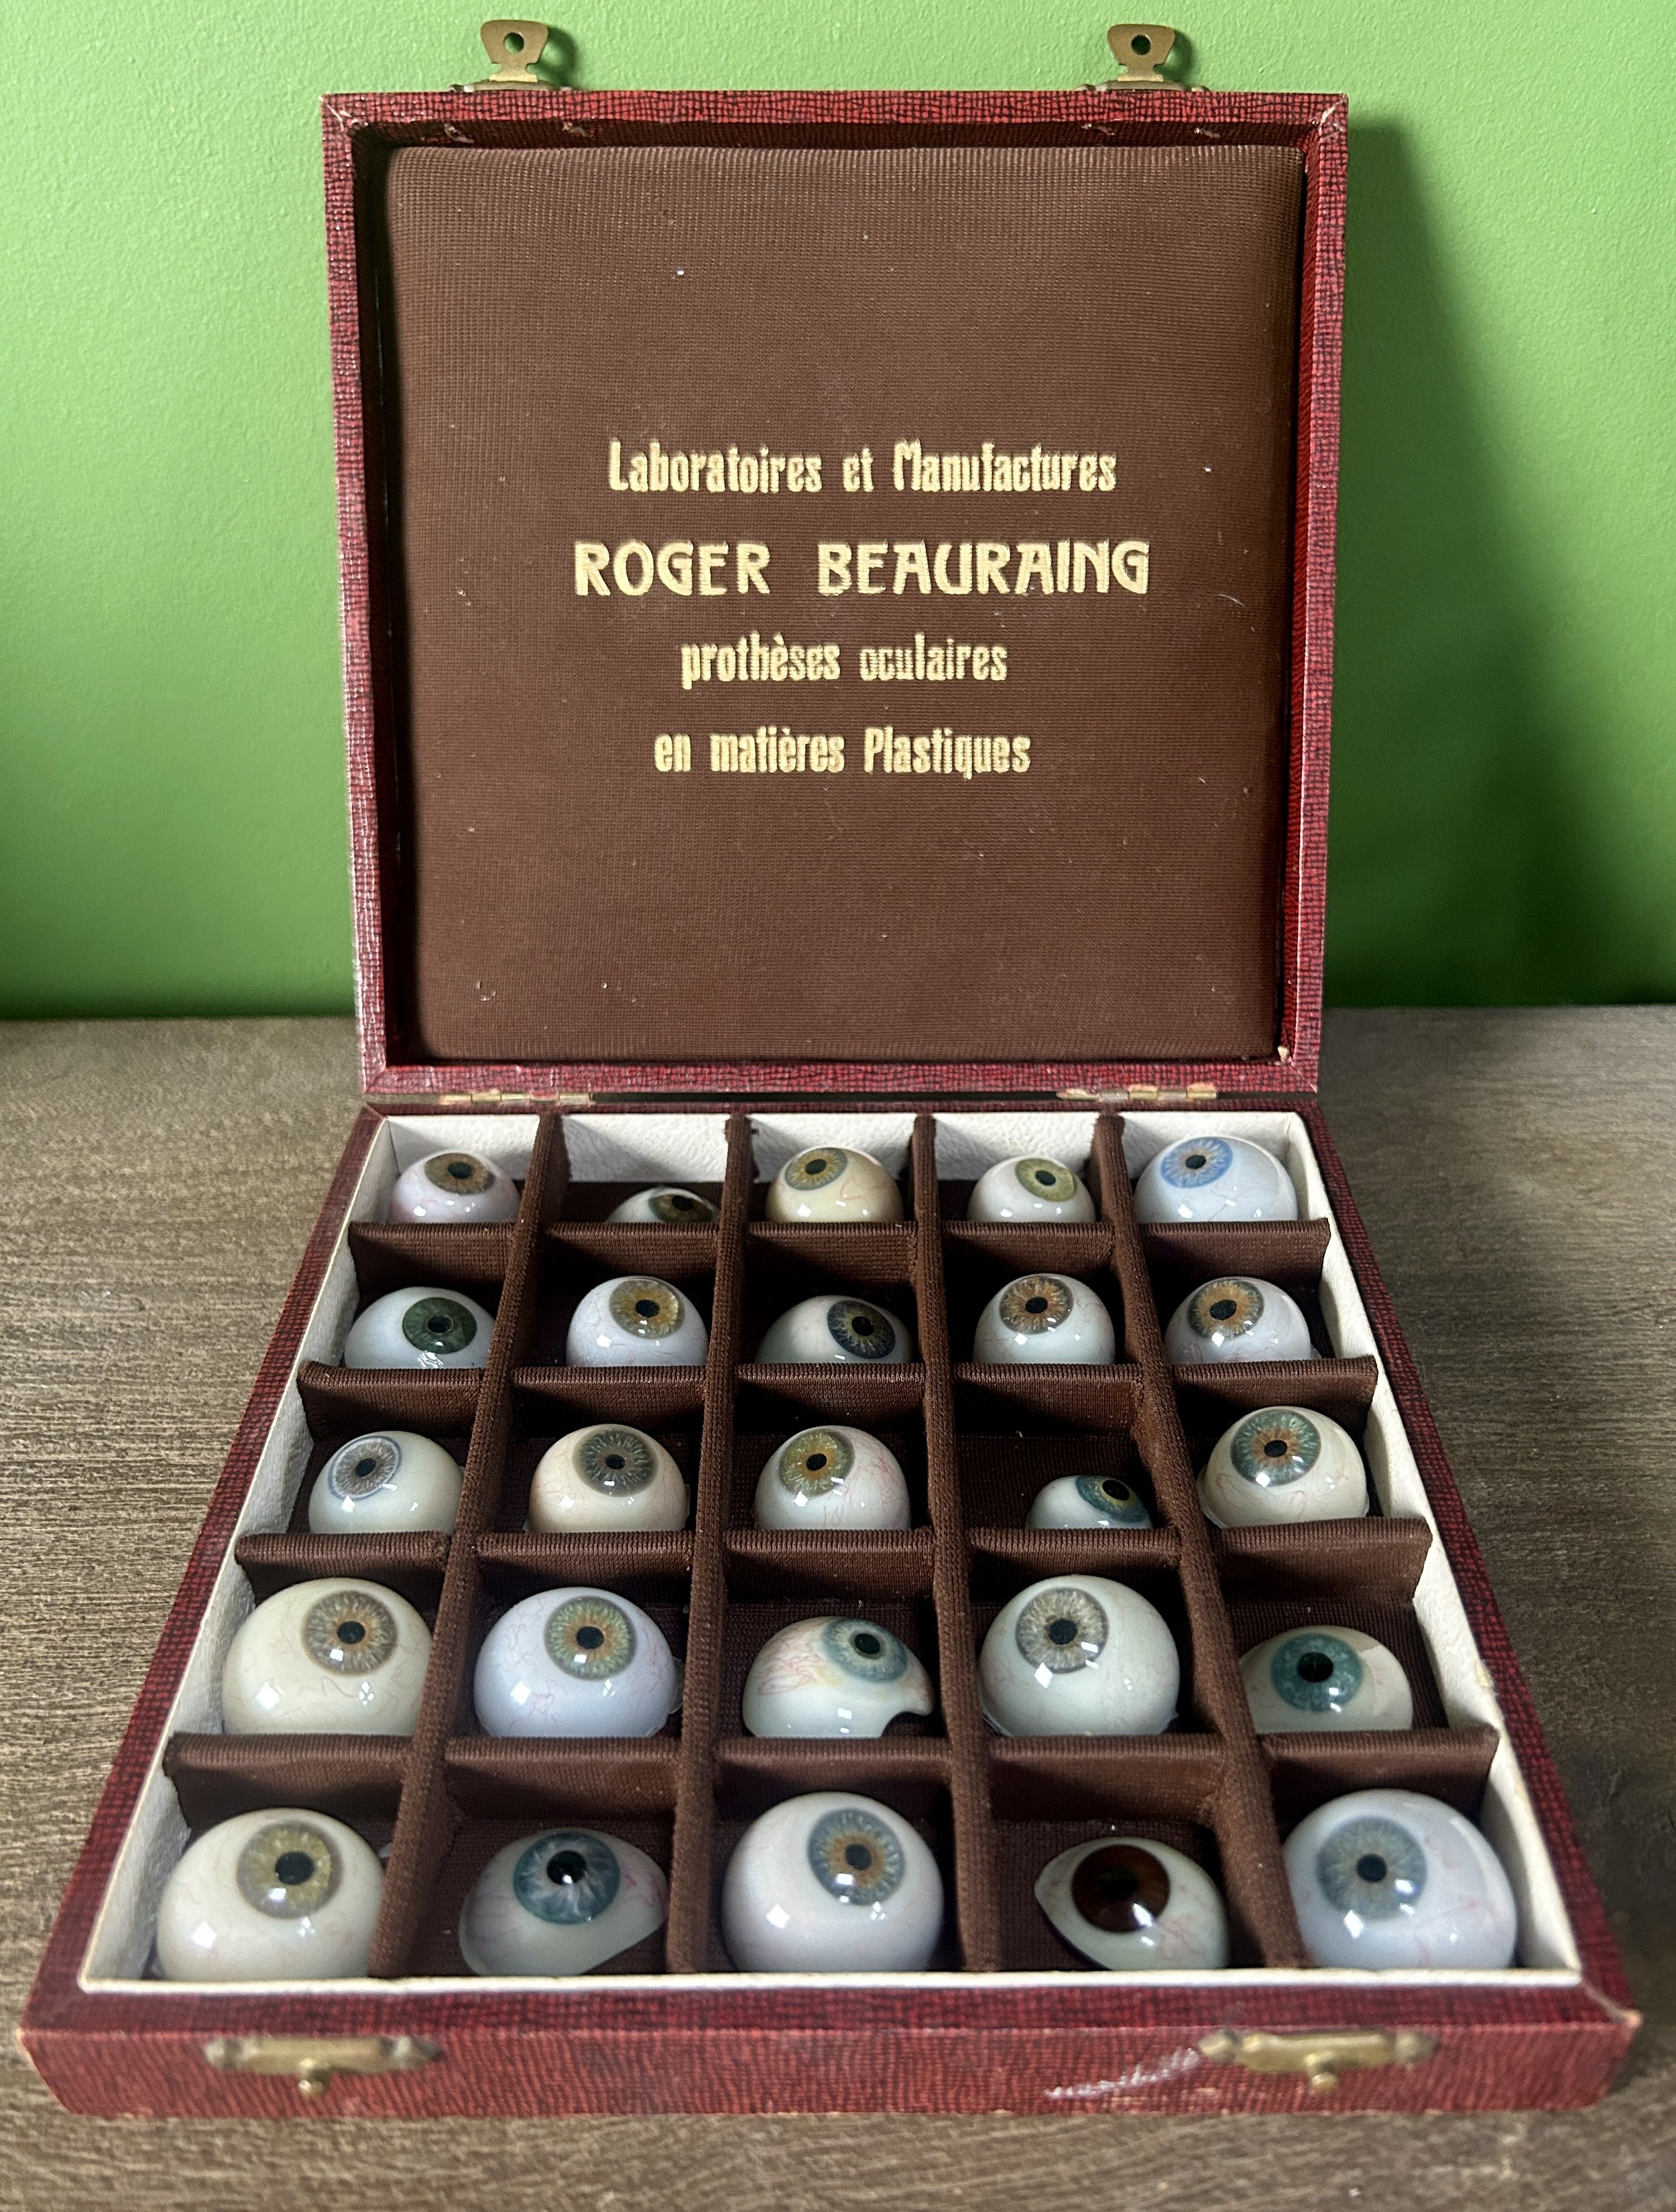 Laboratoires et Manufactures
ROGER BEAURAING
prothèses oculaires
en matières Plastiques